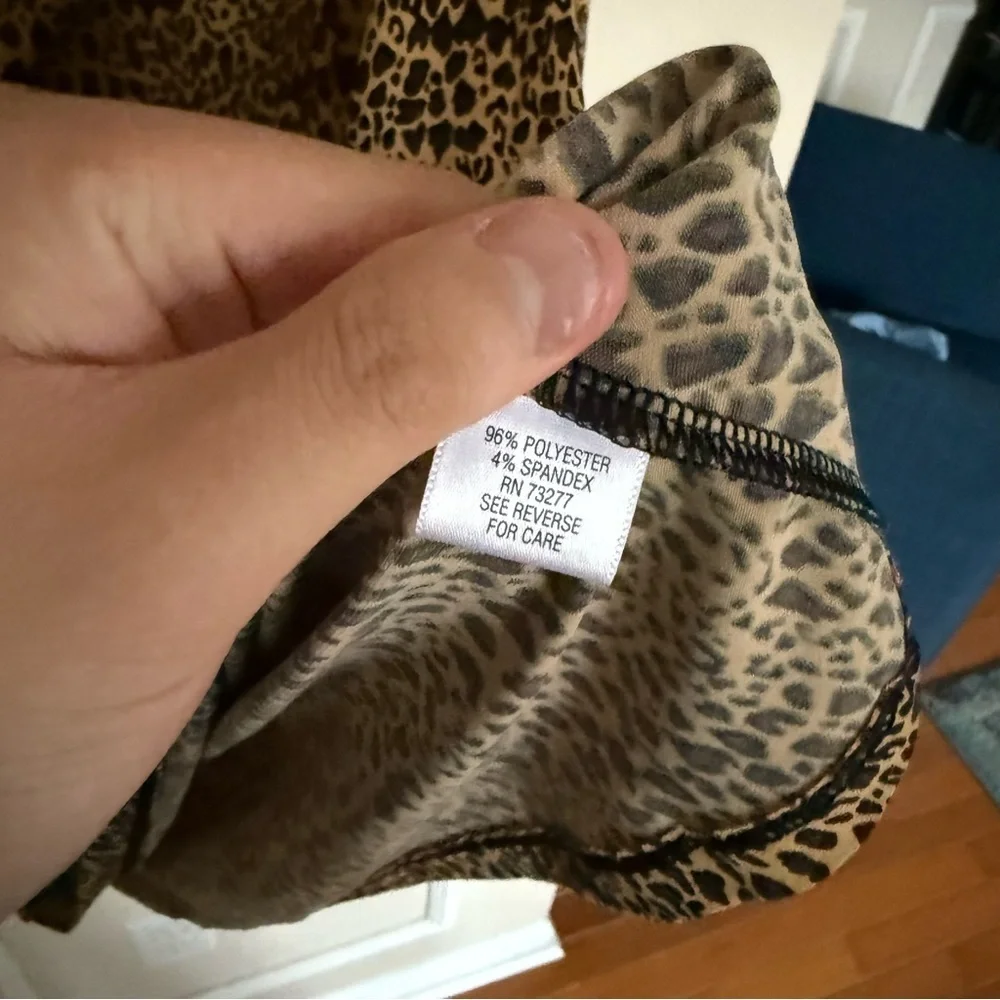 96% POLYESTER
4% SPANDEX
RN 73277
SEE REVERSE
FOR CARE